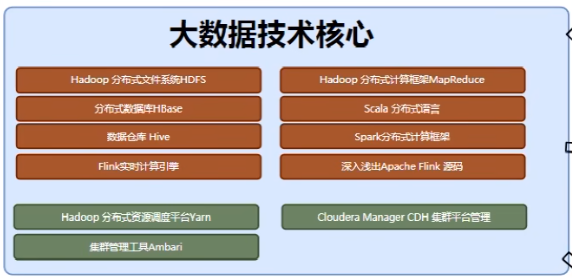 大数据技术核心
Hadoop 分布式文件系统HDFS
Hadoop 分布式计算框架MapReduce
分布式数据库HBase
Scala 分布式语言
数据仓库 Hive
Spark分布式计算框架
Flink实时计算引擎
深入浅出Apache Flink 源码
Hadoop 分布式资源调度平台Yarn
Cloudera Manager CDH 集群平台管理
集群管理工具Ambari